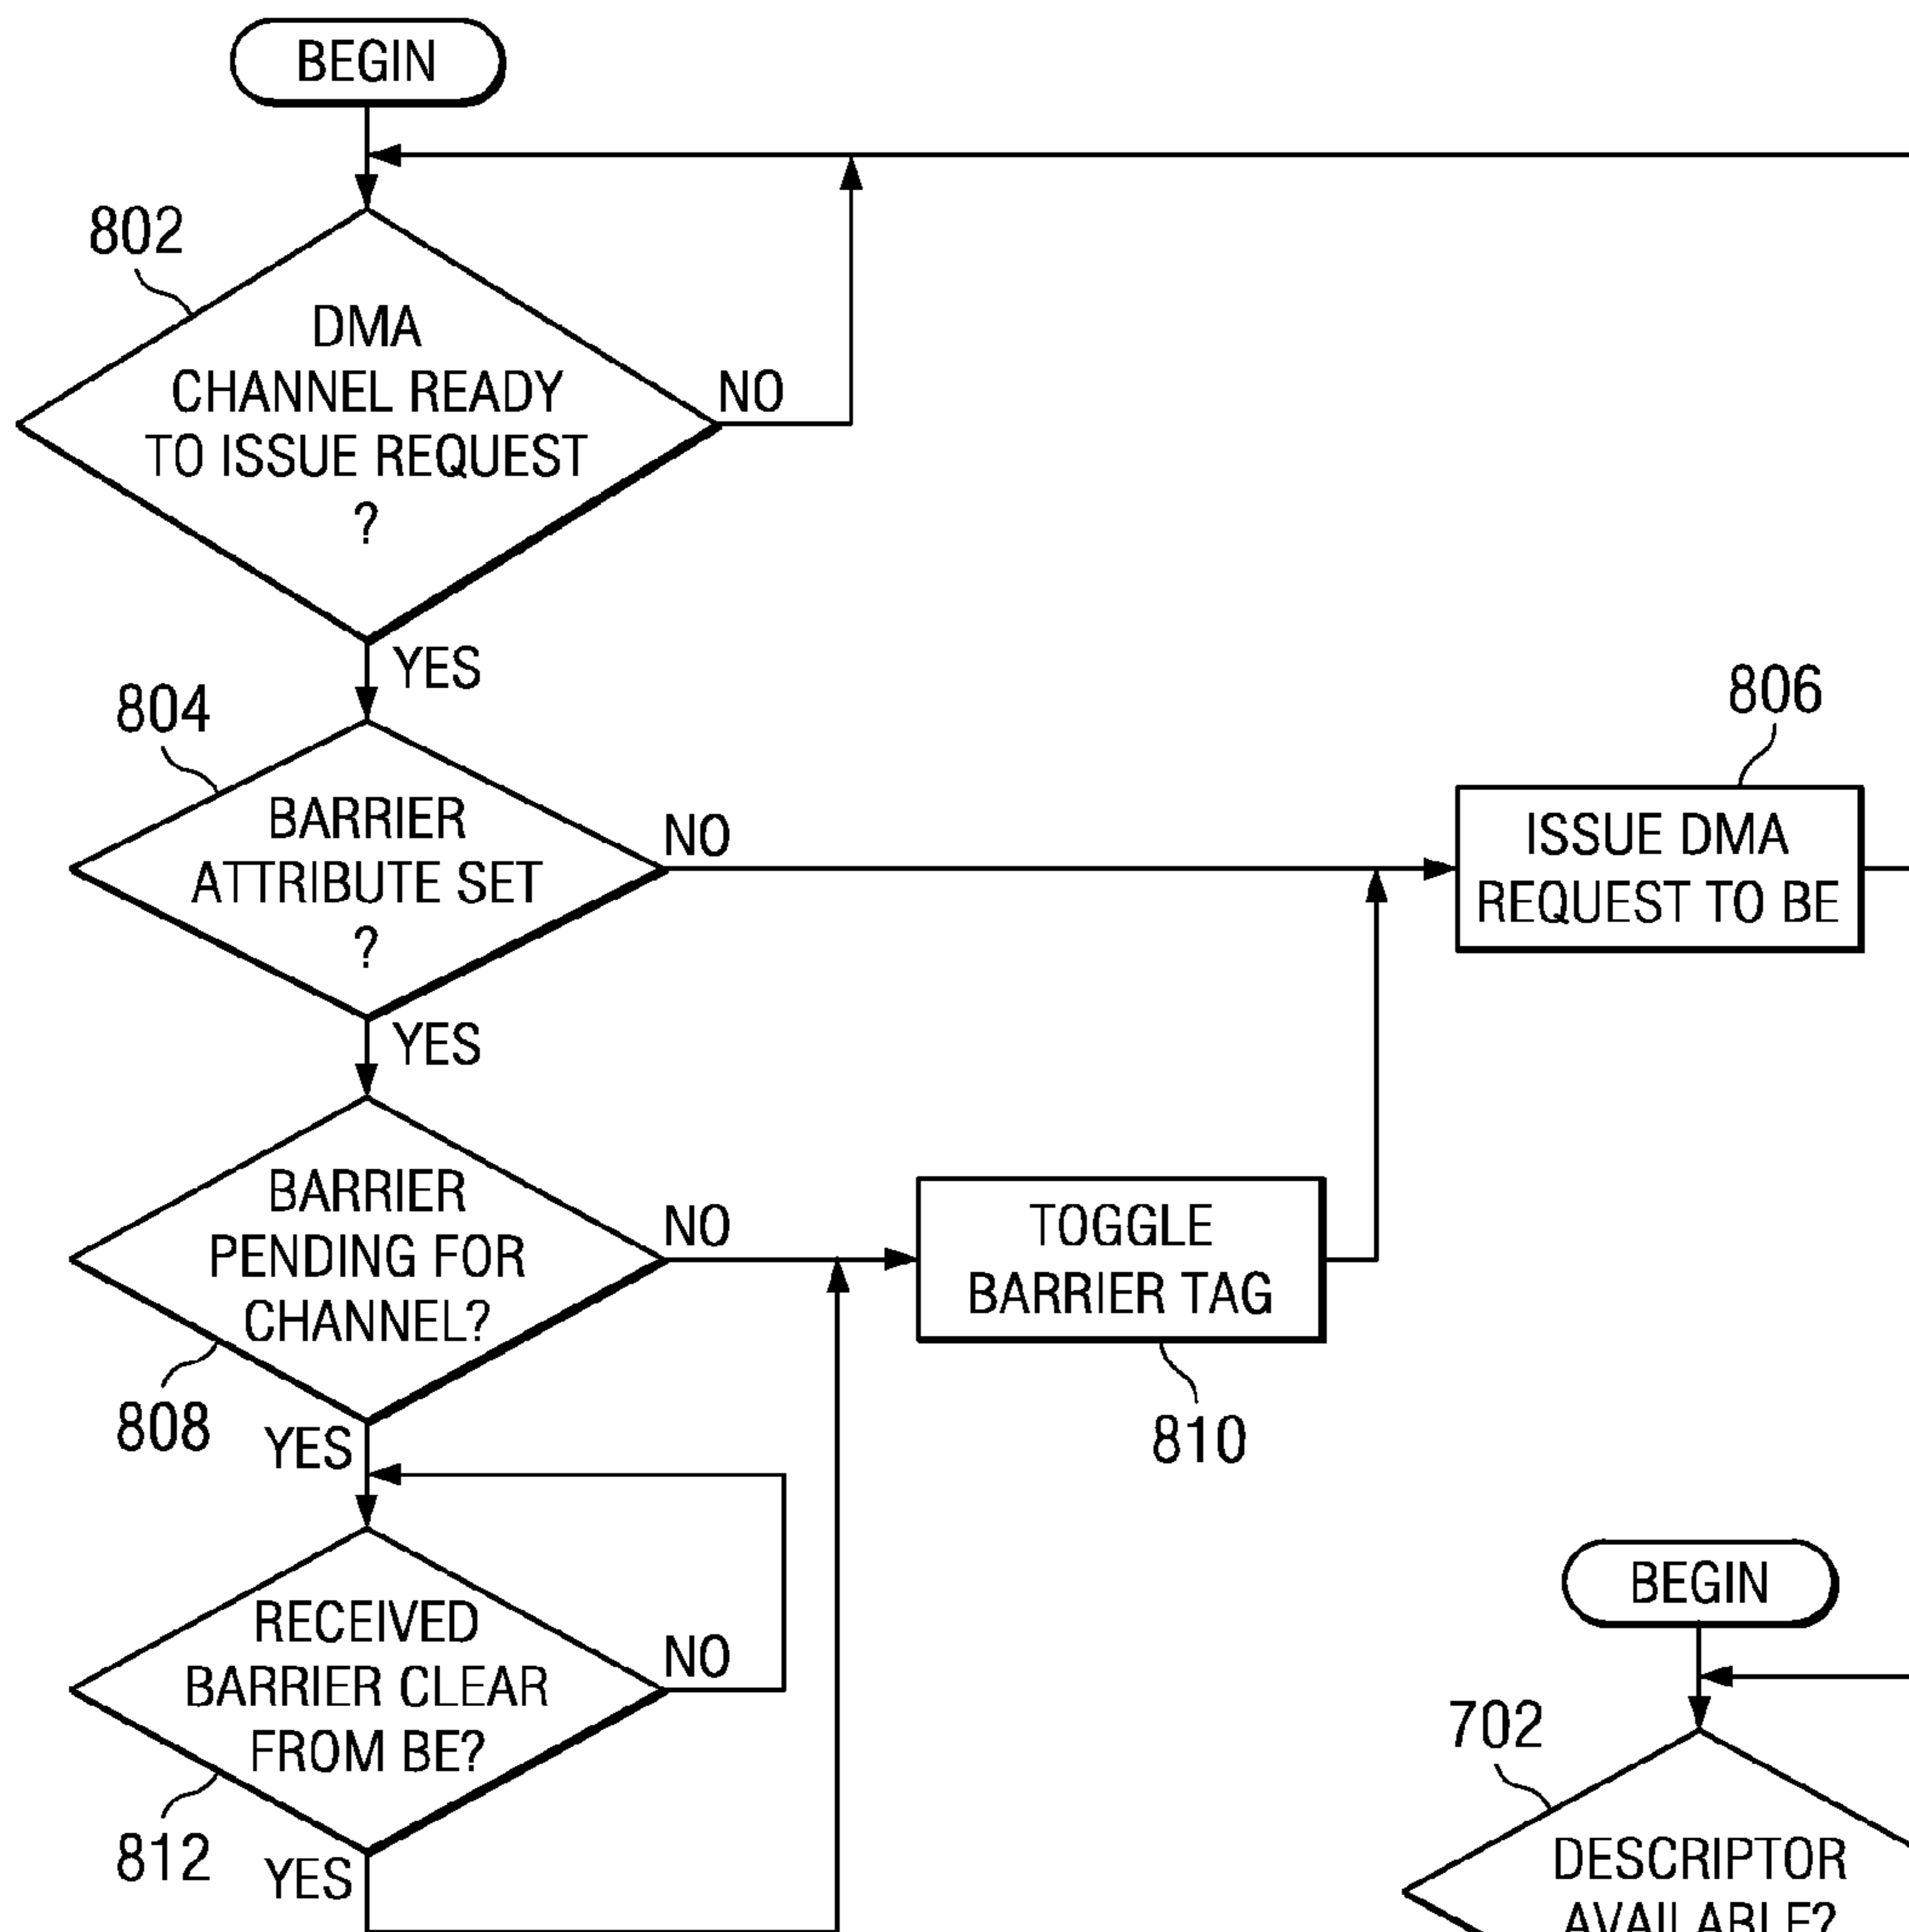 BEGIN
802
DMA
CHANNEL READY
TO ISSUE REQUEST
?
NO
YES
804
BARRIER
ATTRIBUTE SET
?
NO
YES
806
ISSUE DMA
REQUEST TO BE
BARRIER
PENDING FOR
CHANNEL?
NO
808
YES
TOGGLE
BARRIER TAG
810
RECEIVED
BARRIER CLEAR
FROM BE?
NO
812
YES
BEGIN
702
DESCRIPTOR
AVAILABLE?